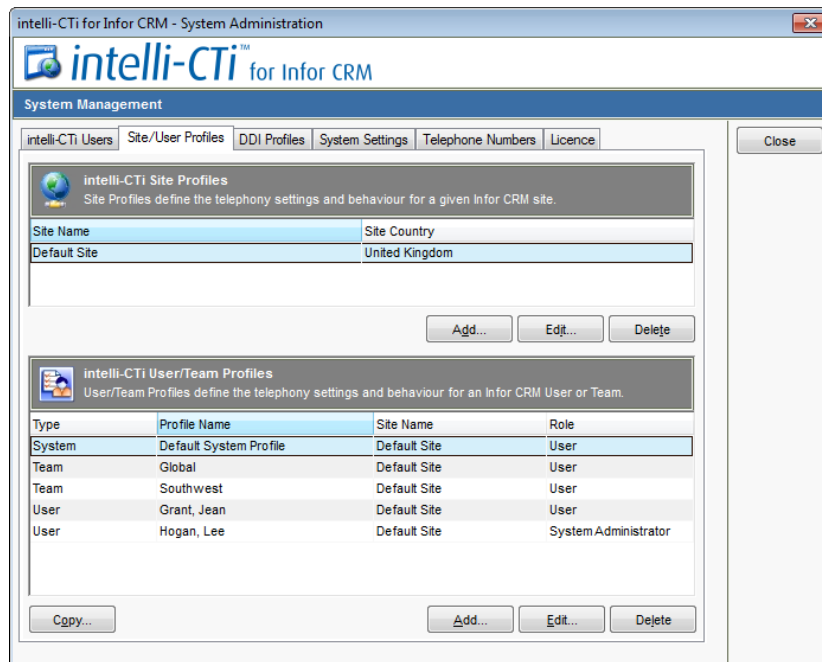 intelli-CTi for Infor CRM - System Administration
intelli-CTi™ for Infor CRM
System Management
intelli-CTi Users Site/User Profiles DDI Profiles System Settings Telephone Numbers Licence
Close
intelli-CTi Site Profiles
Site Profiles define the telephony settings and behaviour for a given Infor CRM site.
Site Name Site Country
Default Site United Kingdom
Add... Edit... Delete
intelli-CTi User/Team Profiles
User/Team Profiles define the telephony settings and behaviour for an Infor CRM User or Team.
Type Profile Name Site Name Role
System Default System Profile Default Site User
Team Global Default Site User
Team Southwest Default Site User
User Grant, Jean Default Site User
User Hogan, Lee Default Site System Administrator
Copy... Add... Edit... Delete